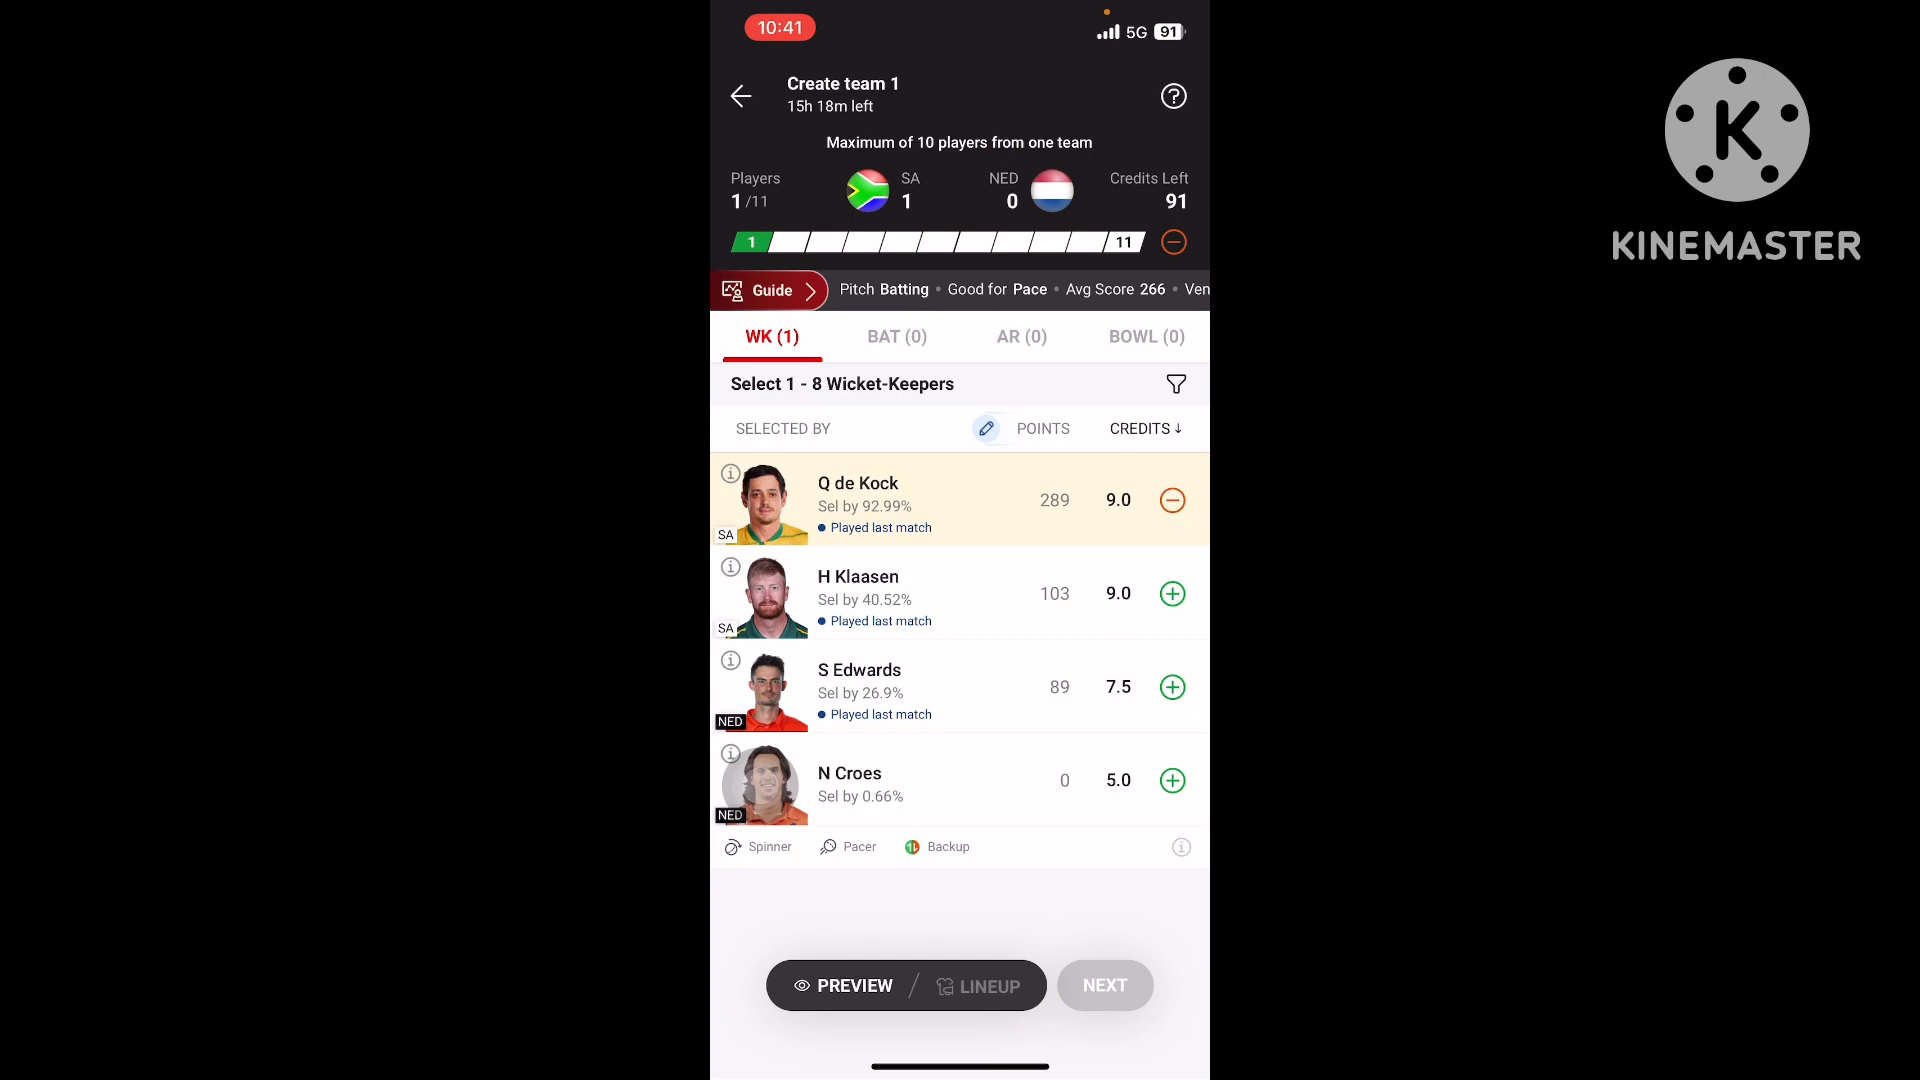 10:41
5G 91
Create team 1
15h 18m left
Maximum of 10 players from one team
Players SA NED Credits Left
1 /11 1 0 91
1 11
Guide Pitch Batting • Good for Pace • Avg Score 266 • Ven
WK (1) BAT (0) AR (0) BOWL (0)
Select 1 - 8 Wicket-Keepers
SELECTED BY POINTS CREDITS ↓
Q de Kock
Sel by 92.99%
289 9.0
Played last match
SA
H Klaasen
Sel by 40.52%
103 9.0
Played last match
SA
S Edwards
Sel by 26.9%
89 7.5
Played last match
NED
N Croes
Sel by 0.66%
0 5.0
NED
Spinner Pacer Backup
PREVIEW / LINEUP NEXT
K
KINEMASTER